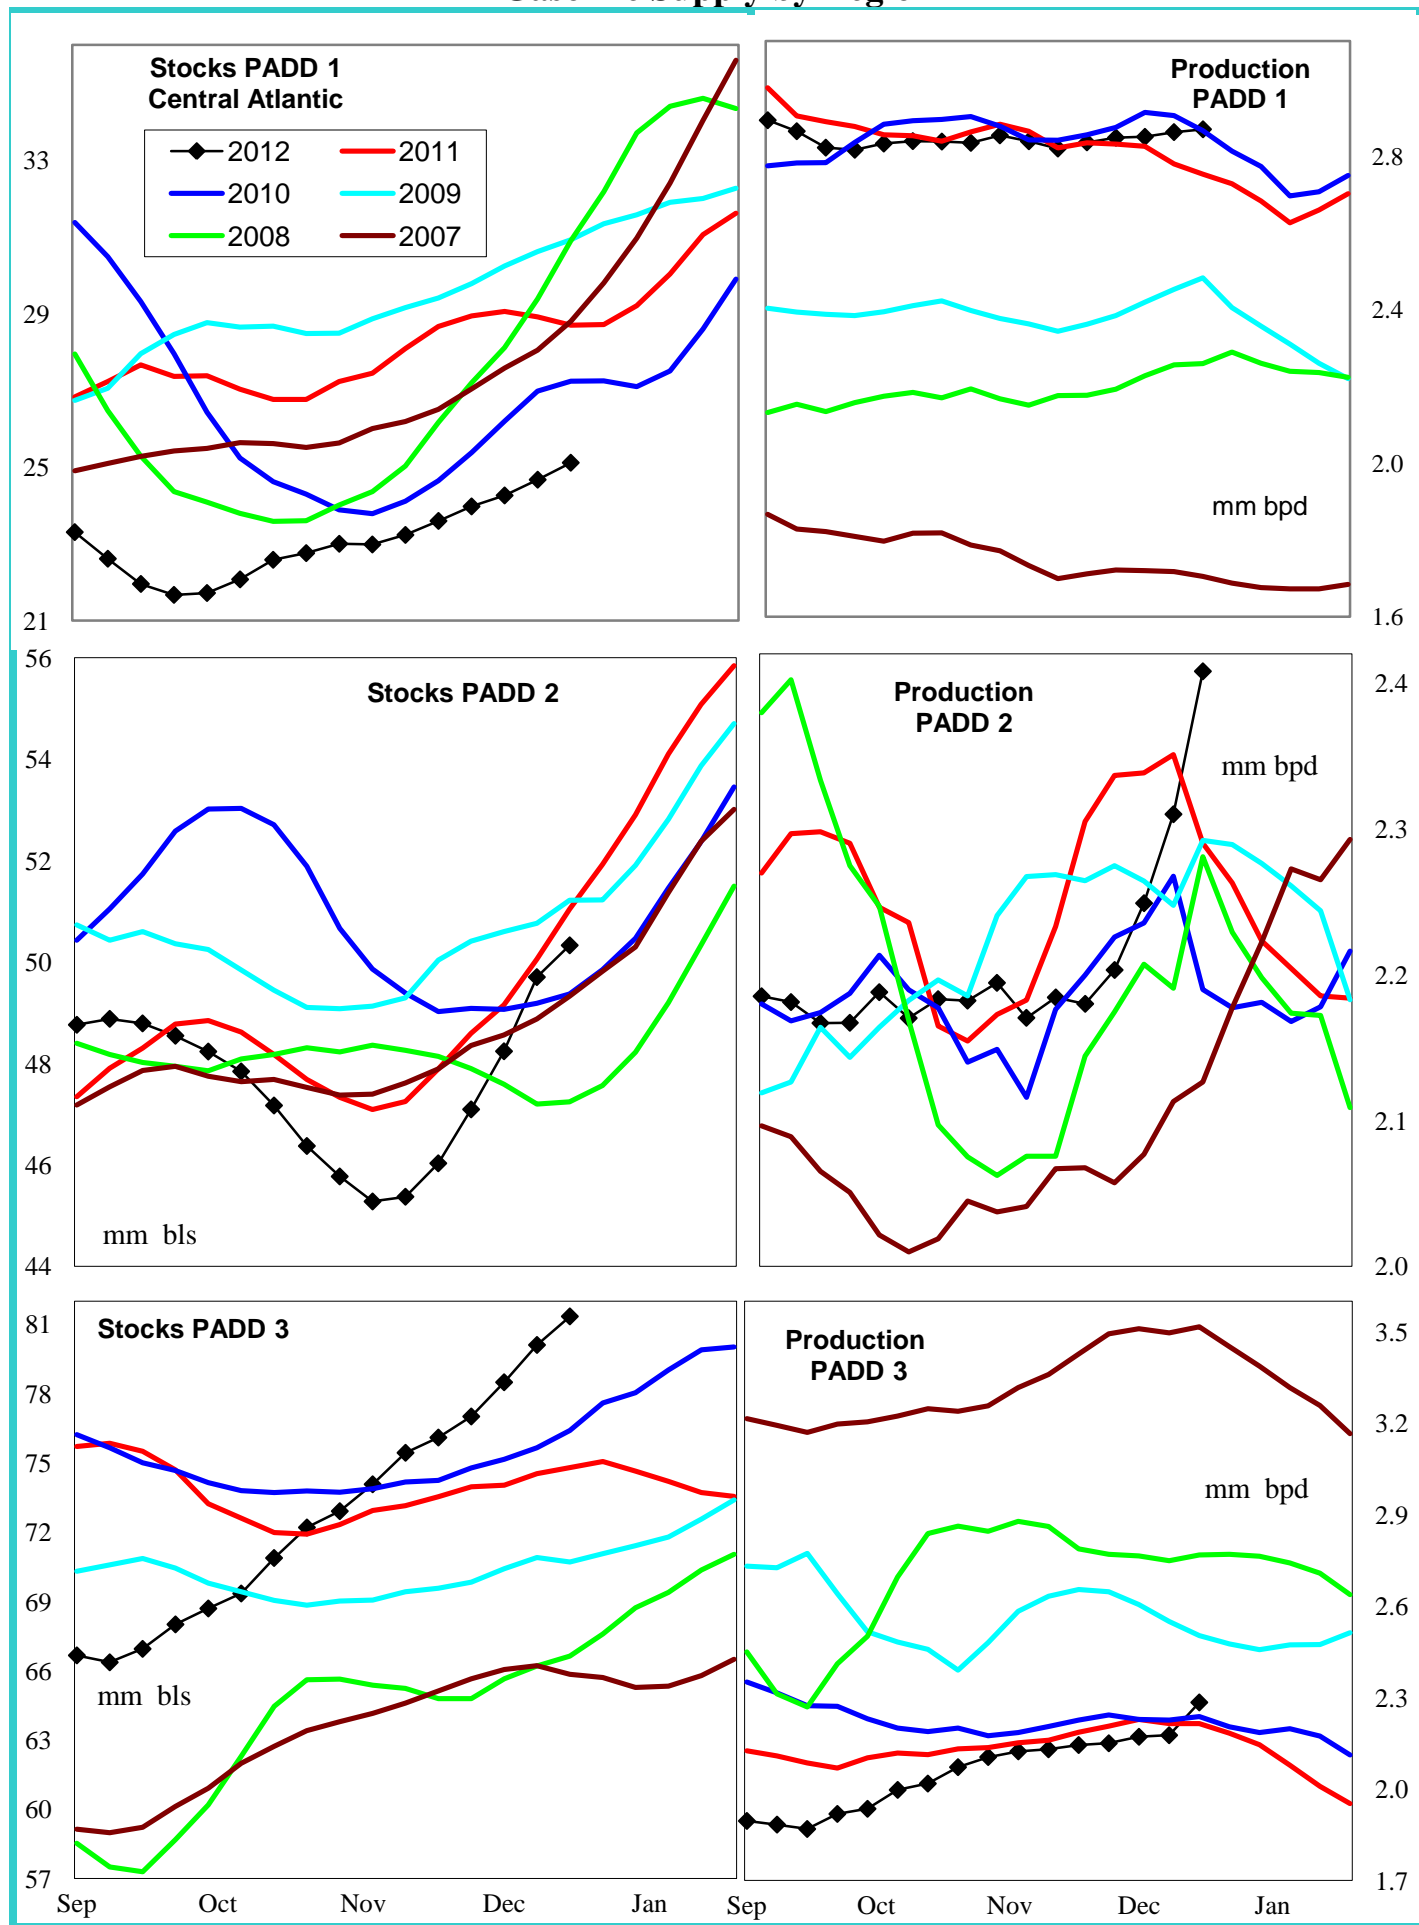 Stocks PADD 1
Central Atlantic
2012 2011
2010 2009
2008 2007
33
29
25
21
Production
PADD 1
mm bpd
2.8
2.4
2.0
1.6
Stocks PADD 2
56
54
52
50
48
46
44
mm bls
Production
PADD 2
mm bpd
2.4
2.3
2.2
2.1
2.0
Stocks PADD 3
81
78
75
72
69
66
63
60
57
mm bls
Sep Oct Nov Dec Jan
Production
PADD 3
mm bpd
3.5
3.2
2.9
2.6
2.3
2.0
1.7
Sep Oct Nov Dec Jan